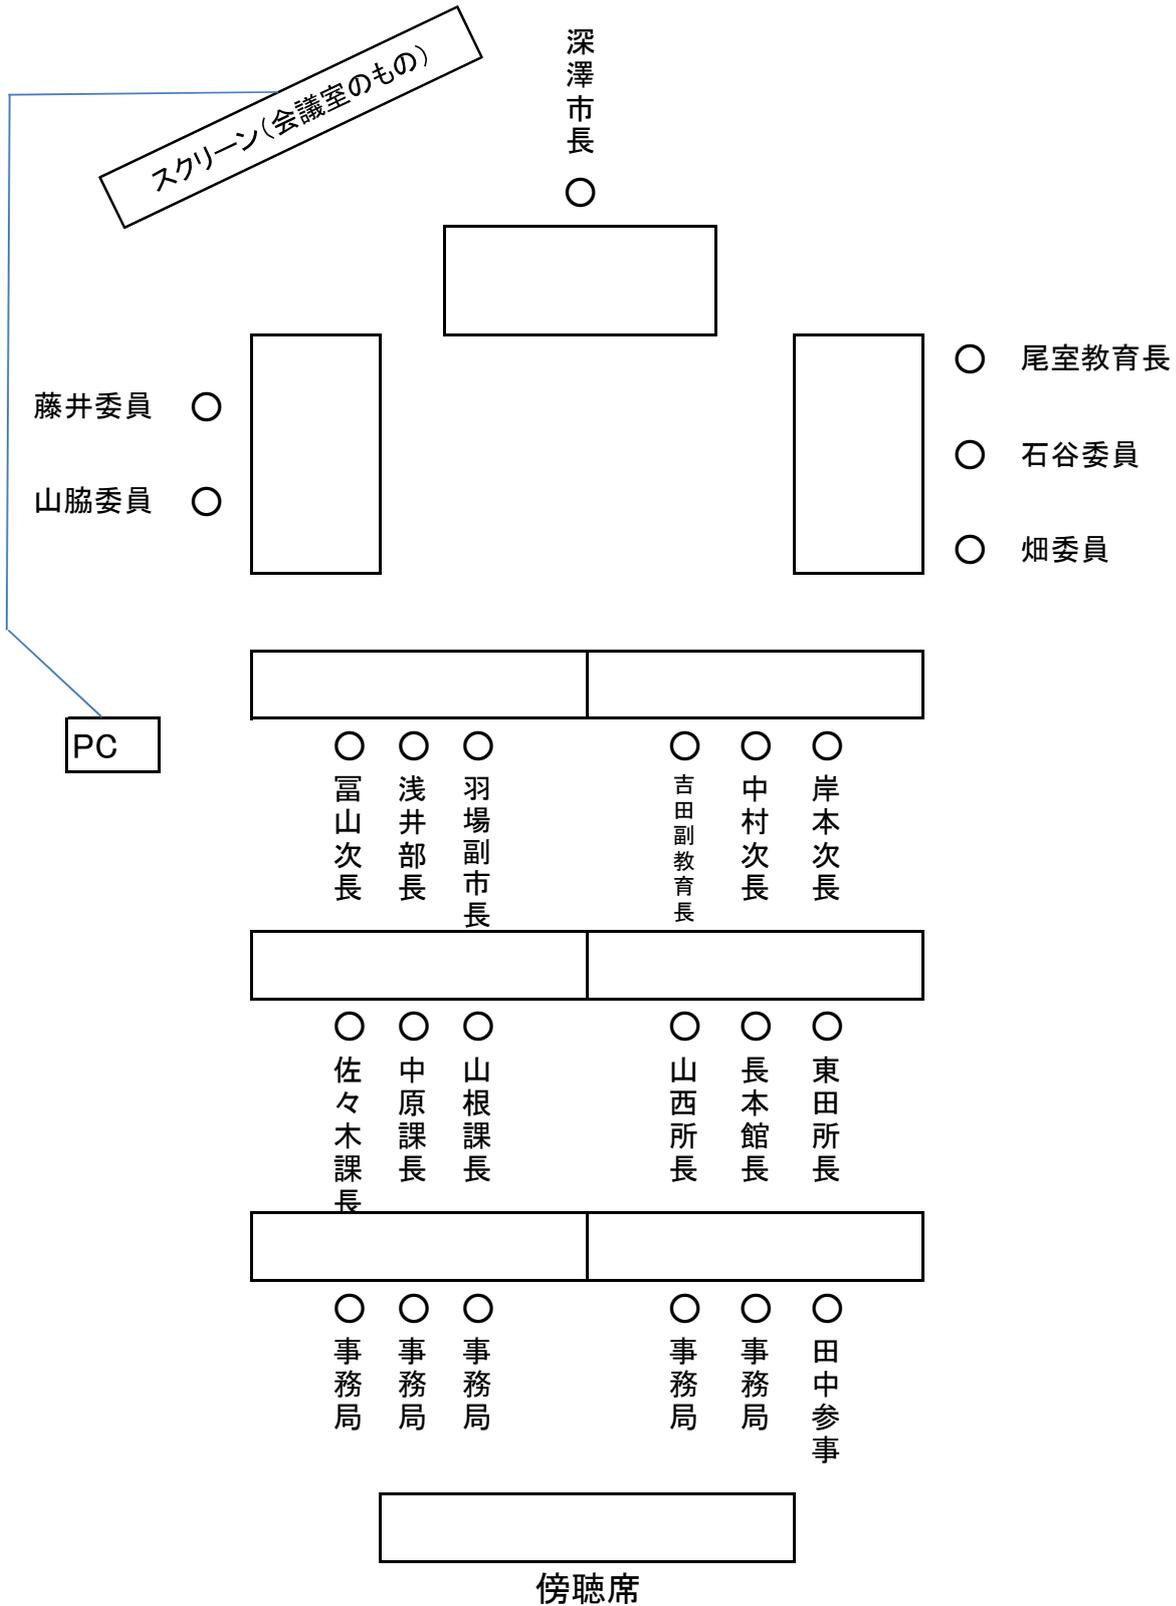 スクリーン（会議室のもの）
深澤市長
藤井委員
山脇委員
尾室教育長
石谷委員
畑委員
PC
冨山次長
浅井部長
羽場副市長
吉田副教育長
中村次長
岸本次長
佐々木課長
中原課長
山根課長
山西所長
長本館長
東田所長
事務局
事務局
事務局
事務局
事務局
田中参事
傍聴席